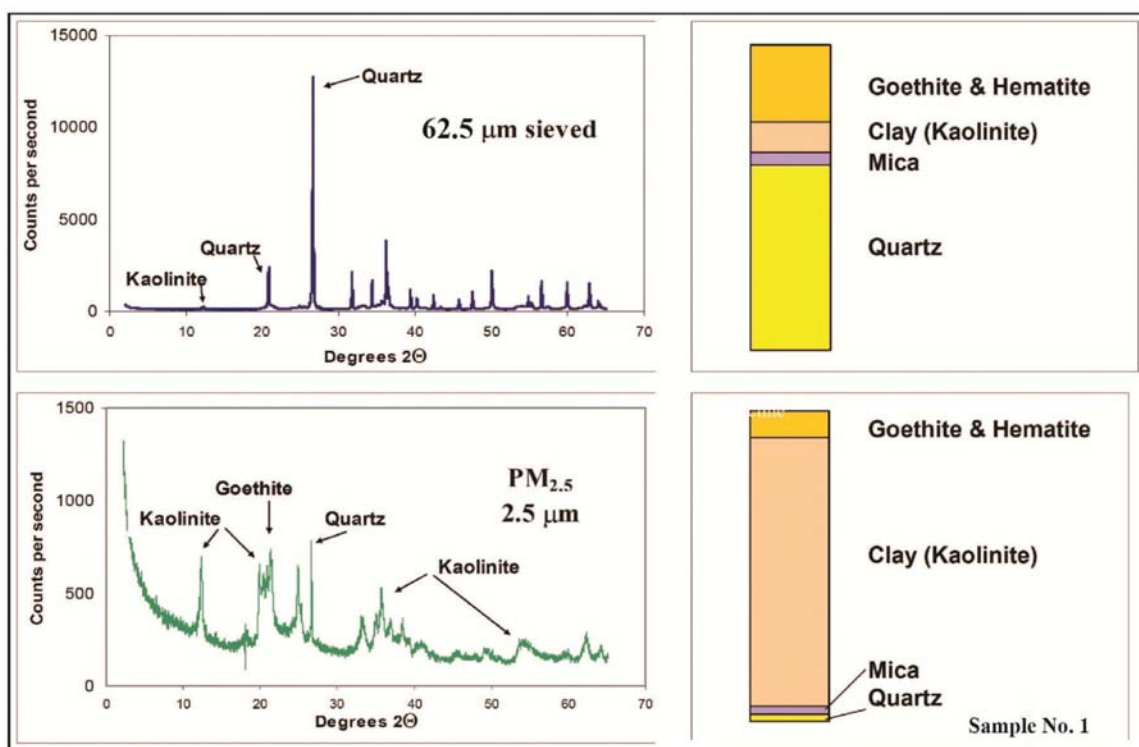 15000
10000
5000
0
Counts per second
Quartz
62.5 μm sieved
Quartz
Kaolinite
0 10 20 30 40 50 60 70
Degrees 2Θ
Goethite & Hematite
Clay (Kaolinite)
Mica
Quartz
1500
1000
500
0
Counts per second
PM2.5
2.5 μm
Goethite
Kaolinite
Quartz
Kaolinite
0 10 20 30 40 50 60 70
Degrees 2Θ
Goethite & Hematite
Clay (Kaolinite)
Mica
Quartz
Sample No. 1